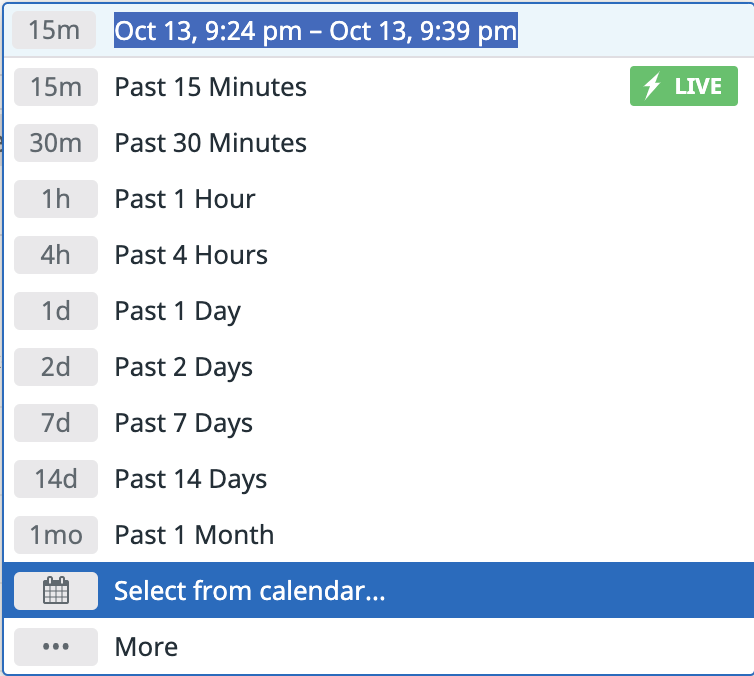 15m Oct 13, 9:24 pm – Oct 13, 9:39 pm
15m Past 15 Minutes LIVE
30m Past 30 Minutes
1h Past 1 Hour
4h Past 4 Hours
1d Past 1 Day
2d Past 2 Days
7d Past 7 Days
14d Past 14 Days
1mo Past 1 Month
Select from calendar...
More